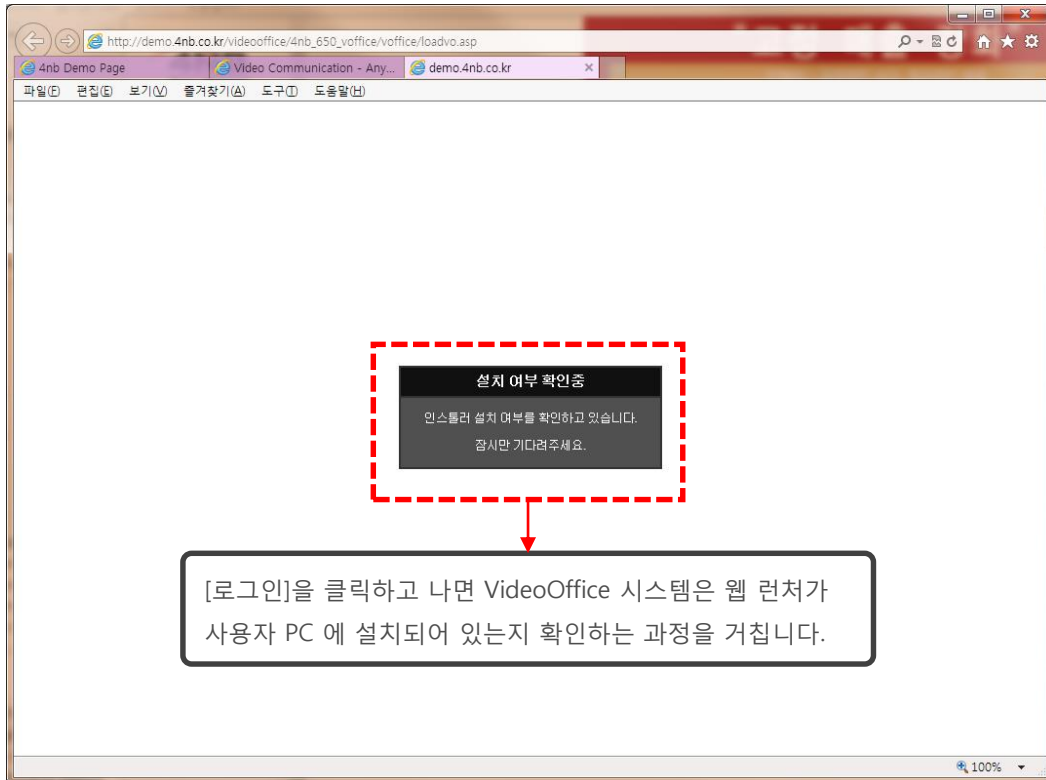 http://demo.4nb.co.kr/videooffice/4nb_650_voffice/voffice/loadvo.asp
4nb Demo Page
Video Communication - Any...
demo.4nb.co.kr
파일(F) 편집(E) 보기(V) 즐겨찾기(A) 도구(T) 도움말(H)
설치 여부 확인중
인스톨러 설치 여부를 확인하고 있습니다.
잠시만 기다려주세요.
[로그인]을 클릭하고 나면 VideoOffice 시스템은 웹 런처가
사용자 PC 에 설치되어 있는지 확인하는 과정을 거칩니다.
100%